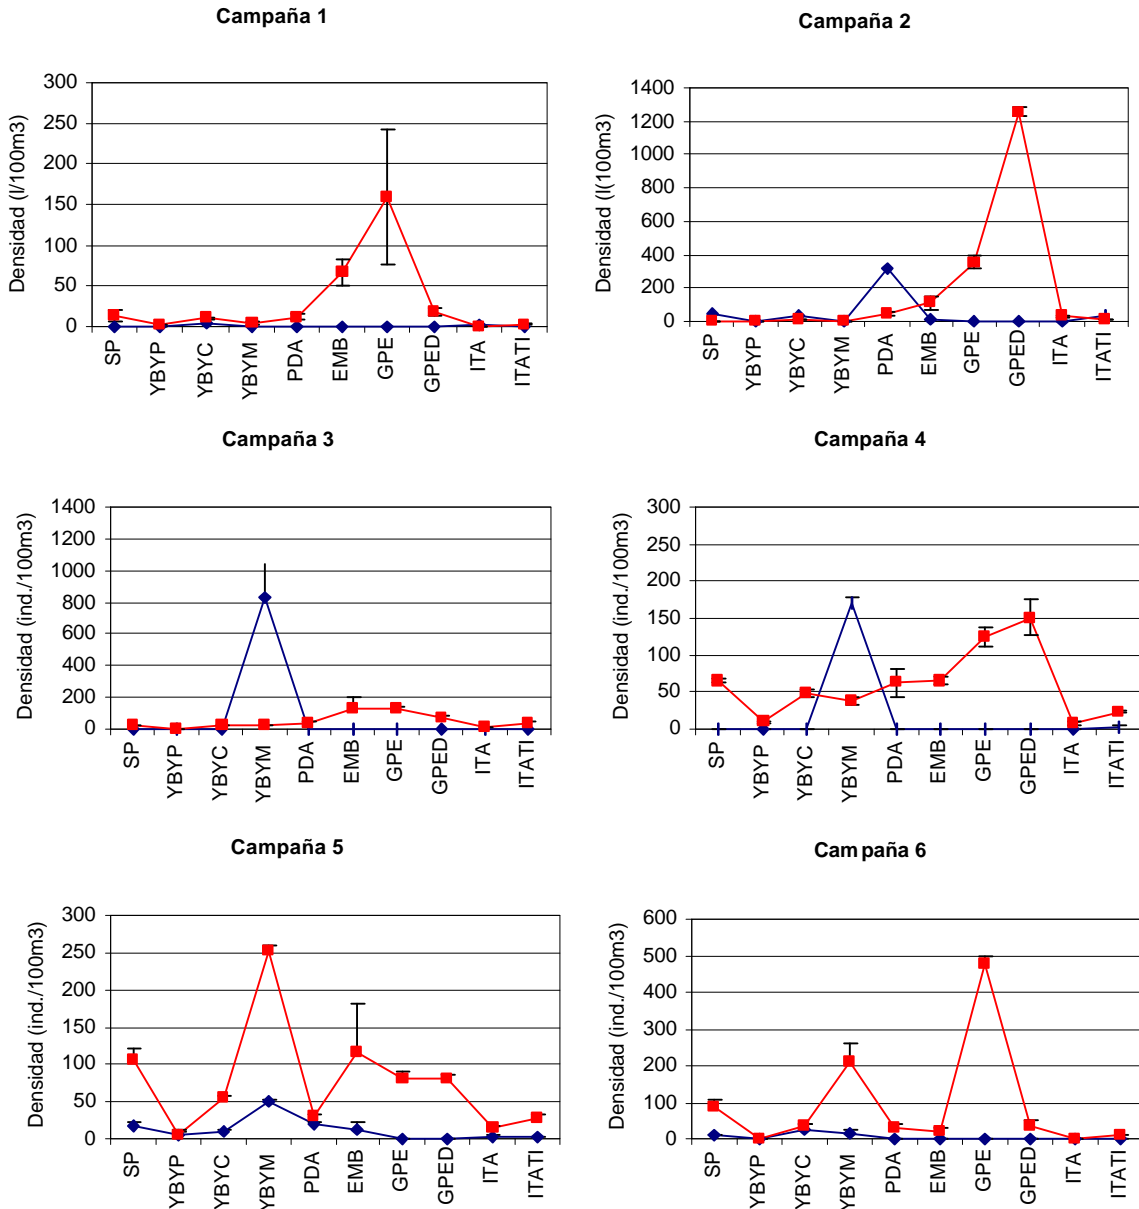 Campaña 1
Densidad (I/100m3)
300
250
200
150
100
50
0
SP
YBYP
YBYC
YBYM
PDA
EMB
GPE
GPED
ITA
ITATI
Campaña 2
Densidad (I(100m3)
1400
1200
1000
800
600
400
200
0
SP
YBYP
YBYC
YBYM
PDA
EMB
GPE
GPED
ITA
ITATI
Campaña 3
Densidad (ind./100m3)
1400
1200
1000
800
600
400
200
0
SP
YBYP
YBYC
YBYM
PDA
EMB
GPE
GPED
ITA
ITATI
Campaña 4
Densidad (ind./100m3)
300
250
200
150
100
50
0
SP
YBYP
YBYC
YBYM
PDA
EMB
GPE
GPED
ITA
ITATI
Campaña 5
Densidad (ind./100m3)
300
250
200
150
100
50
0
SP
YBYP
YBYC
YBYM
PDA
EMB
GPE
GPED
ITA
ITATI
Campaña 6
Densidad (ind./100m3)
600
500
400
300
200
100
0
SP
YBYP
YBYC
YBYM
PDA
EMB
GPE
GPED
ITA
ITATI